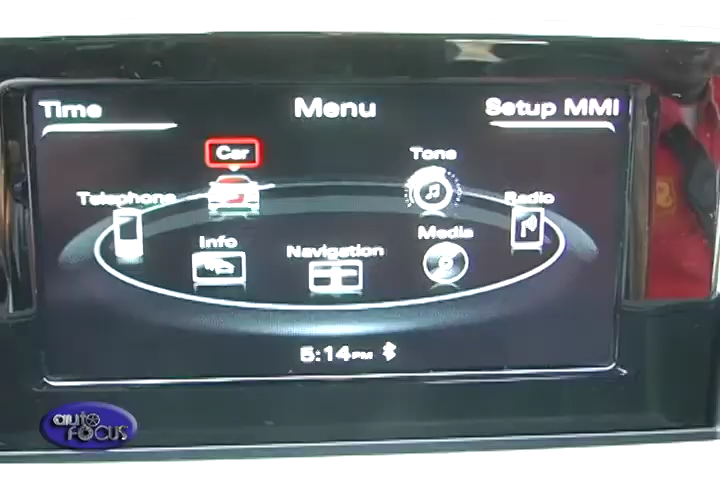 Time
Menu
Setup MMI
Car
Tone
Telephone
Radio
Info
Navigation
Media
5:14PM
auto
FOCUS